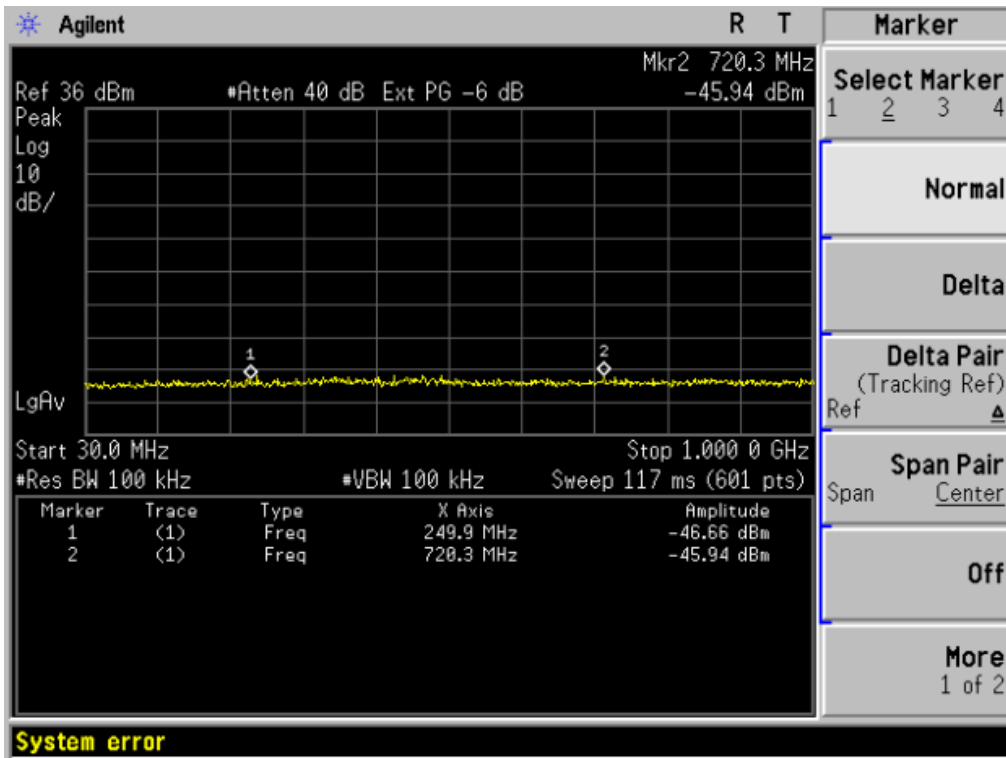 Agilent R T Marker
Mkr2 720.3 MHz
Ref 36 dBm #Atten 40 dB Ext PG -6 dB -45.94 dBm
Peak
Log
10
dB/
1 2
LgAv
Start 30.0 MHz Stop 1.000 0 GHz
#Res BW 100 kHz #VBW 100 kHz Sweep 117 ms (601 pts)
Marker Trace Type X Axis Amplitude
1 (1) Freq 249.9 MHz -46.66 dBm
2 (1) Freq 720.3 MHz -45.94 dBm
System error
Select Marker
1 2 3 4
Normal
Delta
Delta Pair
(Tracking Ref)
Ref Δ
Span Pair
Span Center
Off
More
1 of 2